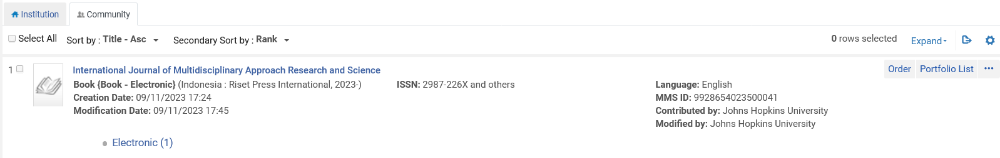 Institution Community
Select All Sort by : Title - Asc Secondary Sort by : Rank 0 rows selected Expand
1 International Journal of Multidisciplinary Approach Research and Science Order Portfolio List ...
Book {Book - Electronic} (Indonesia : Riset Press International, 2023-) ISSN: 2987-226X and others Language: English
Creation Date: 09/11/2023 17:24 MMS ID: 9928654023500041
Modification Date: 09/11/2023 17:45 Contributed by: Johns Hopkins University
Modified by: Johns Hopkins University
Electronic (1)